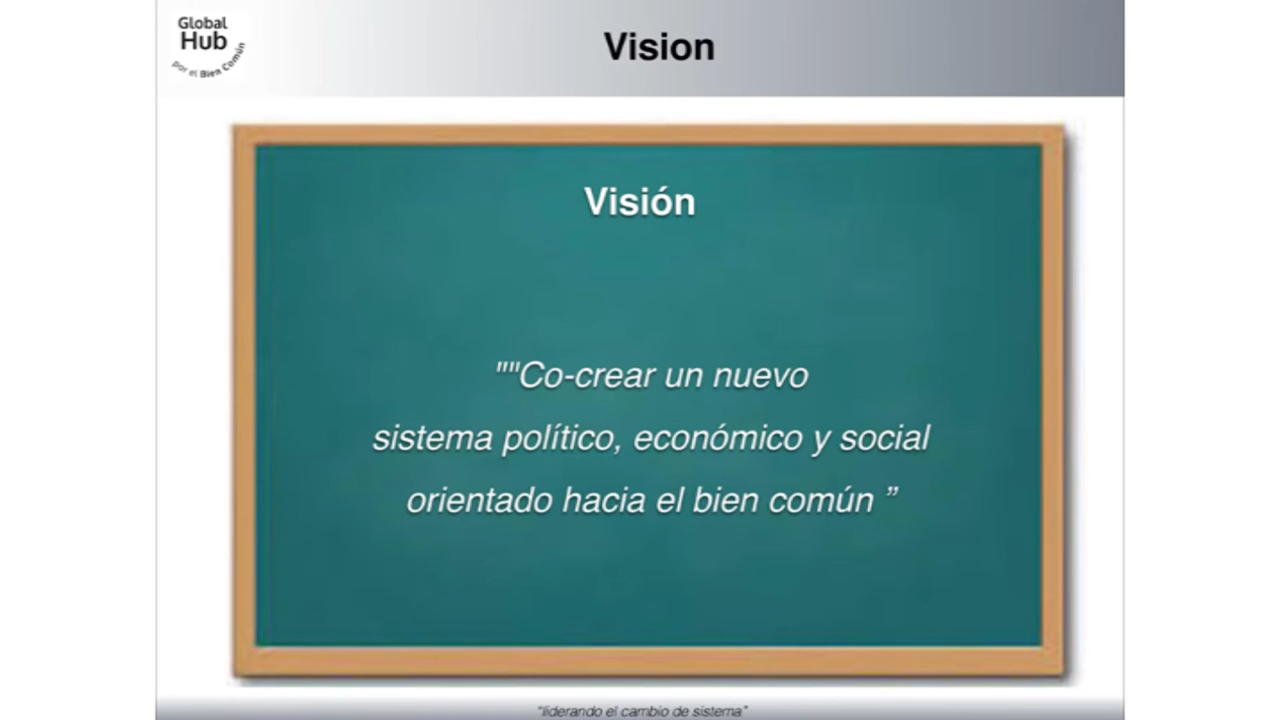 Global
Hub
por el Bien Común
Vision
Visión
""Co-crear un nuevo
sistema político, económico y social
orientado hacia el bien común ”
“liderando el cambio de sistema”